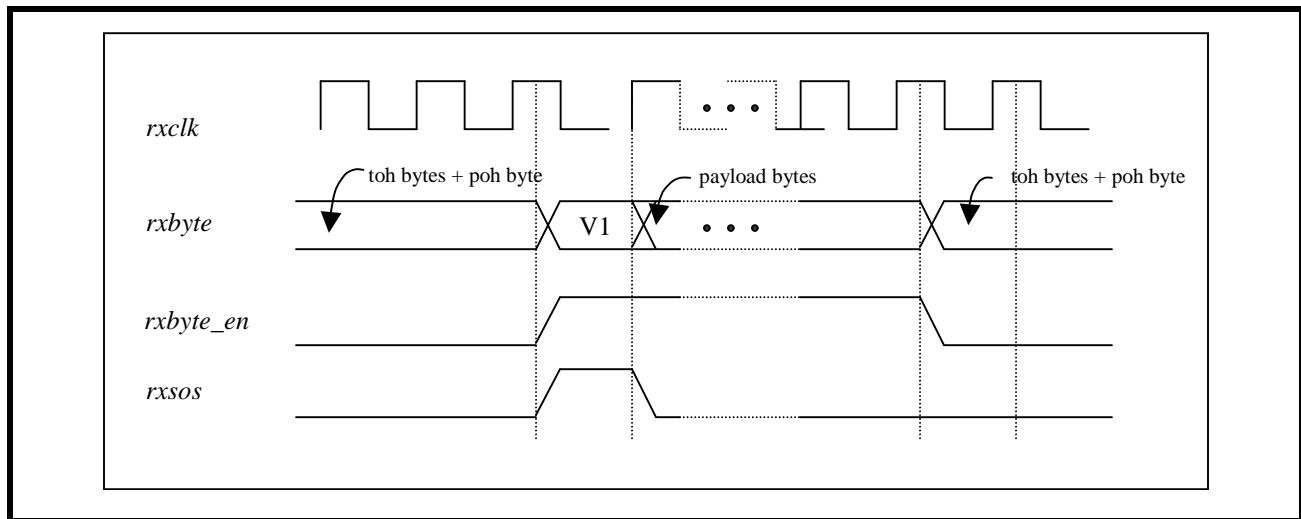 rxclk
toh bytes + poh byte
payload bytes
toh bytes + poh byte
rxbyte
V1
rxbyte_en
rxsos